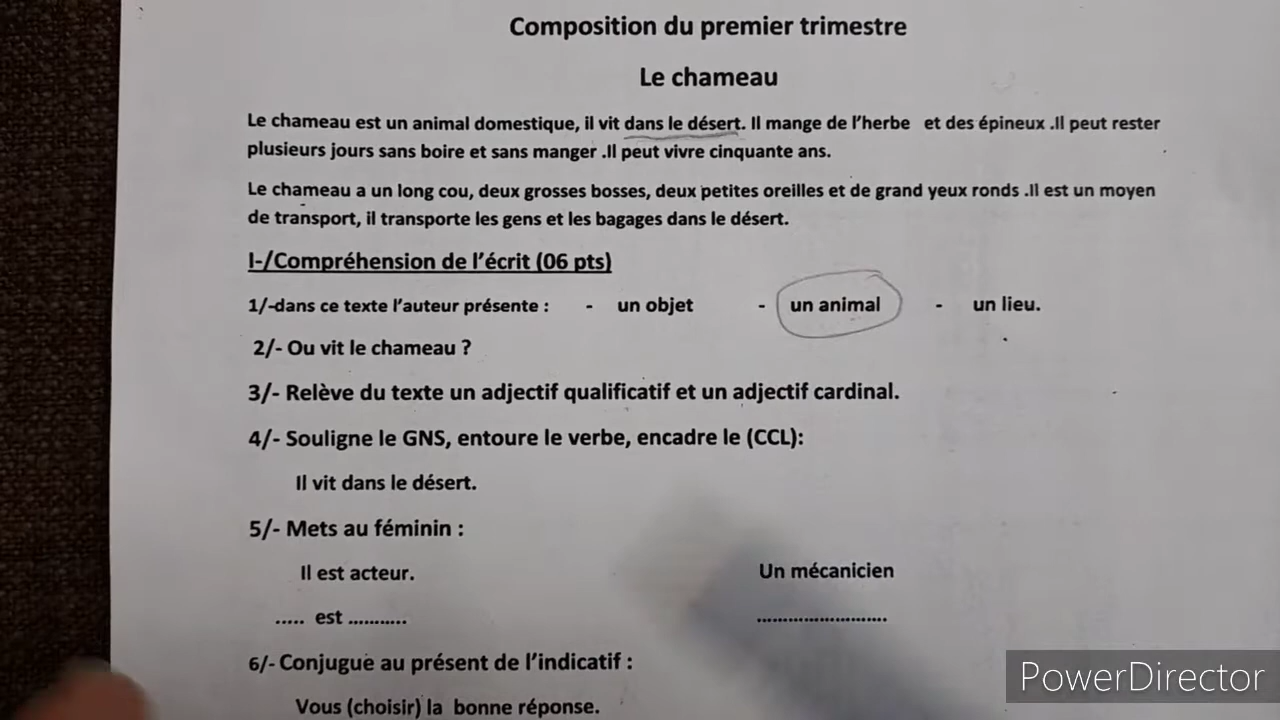 Composition du premier trimestre
Le chameau
Le chameau est un animal domestique, il vit dans le désert. Il mange de l'herbe et des épineux .Il peut rester
plusieurs jours sans boire et sans manger .Il peut vivre cinquante ans.
Le chameau a un long cou, deux grosses bosses, deux petites oreilles et de grand yeux ronds .Il est un moyen
de transport, il transporte les gens et les bagages dans le désert.
I-/Compréhension de l'écrit (06 pts)
1/-dans ce texte l'auteur présente : - un objet - un animal - un lieu.
2/- Ou vit le chameau ?
3/- Relève du texte un adjectif qualificatif et un adjectif cardinal.
4/- Souligne le GNS, entoure le verbe, encadre le (CCL):
Il vit dans le désert.
5/- Mets au féminin :
Il est acteur. Un mécanicien
..... est ........... ..........................
6/- Conjugue au présent de l'indicatif :
Vous (choisir) la bonne réponse.
PowerDirector